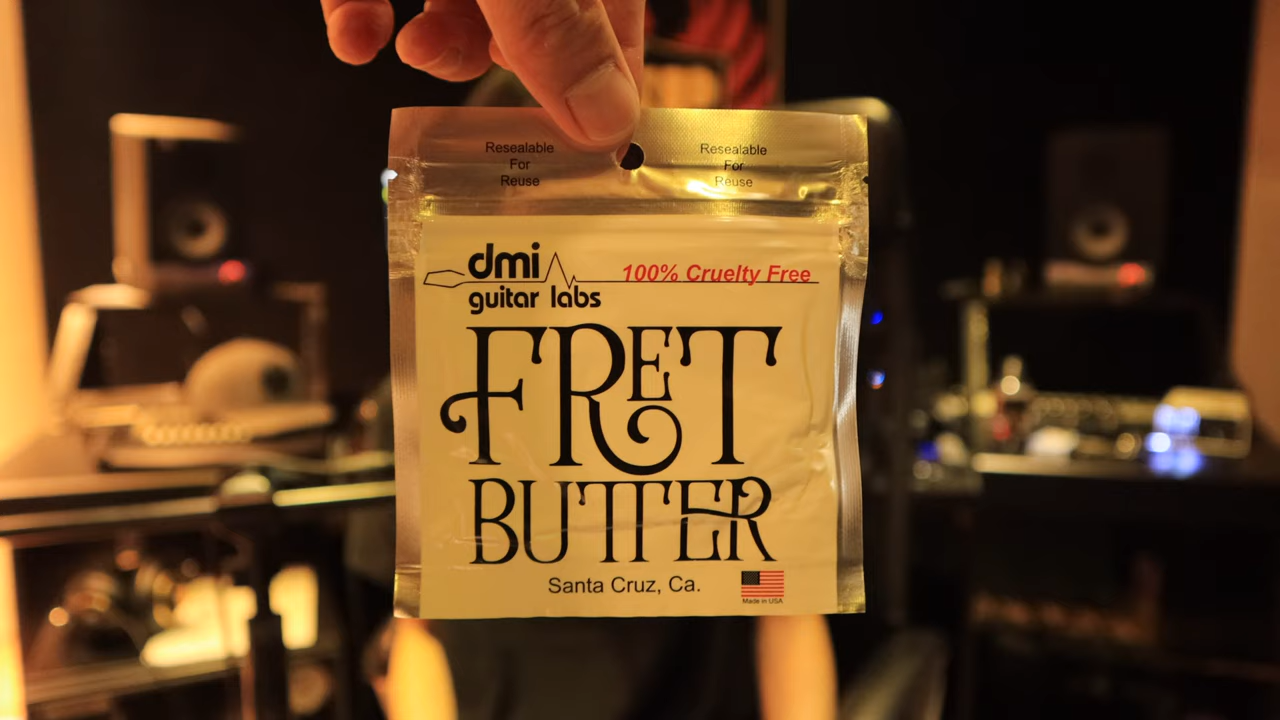 Resealable
For
Reuse
Resealable
For
Reuse
dmi
guitar labs
100% Cruelty Free
FRET
BUTTER
Santa Cruz, Ca.
Made in USA